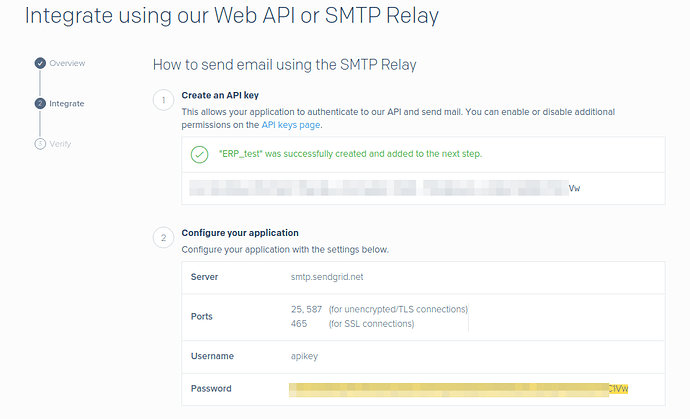 Integrate using our Web API or SMTP Relay
Overview
2 Integrate
3 Verify
How to send email using the SMTP Relay
1 Create an API key
This allows your application to authenticate to our API and send mail. You can enable or disable additional
permissions on the API keys page.
"ERP_test" was successfully created and added to the next step.
Vw
2 Configure your application
Configure your application with the settings below.
Server smtp.sendgrid.net
Ports 25, 587 (for unencrypted/TLS connections)
465 (for SSL connections)
Username apikey
Password